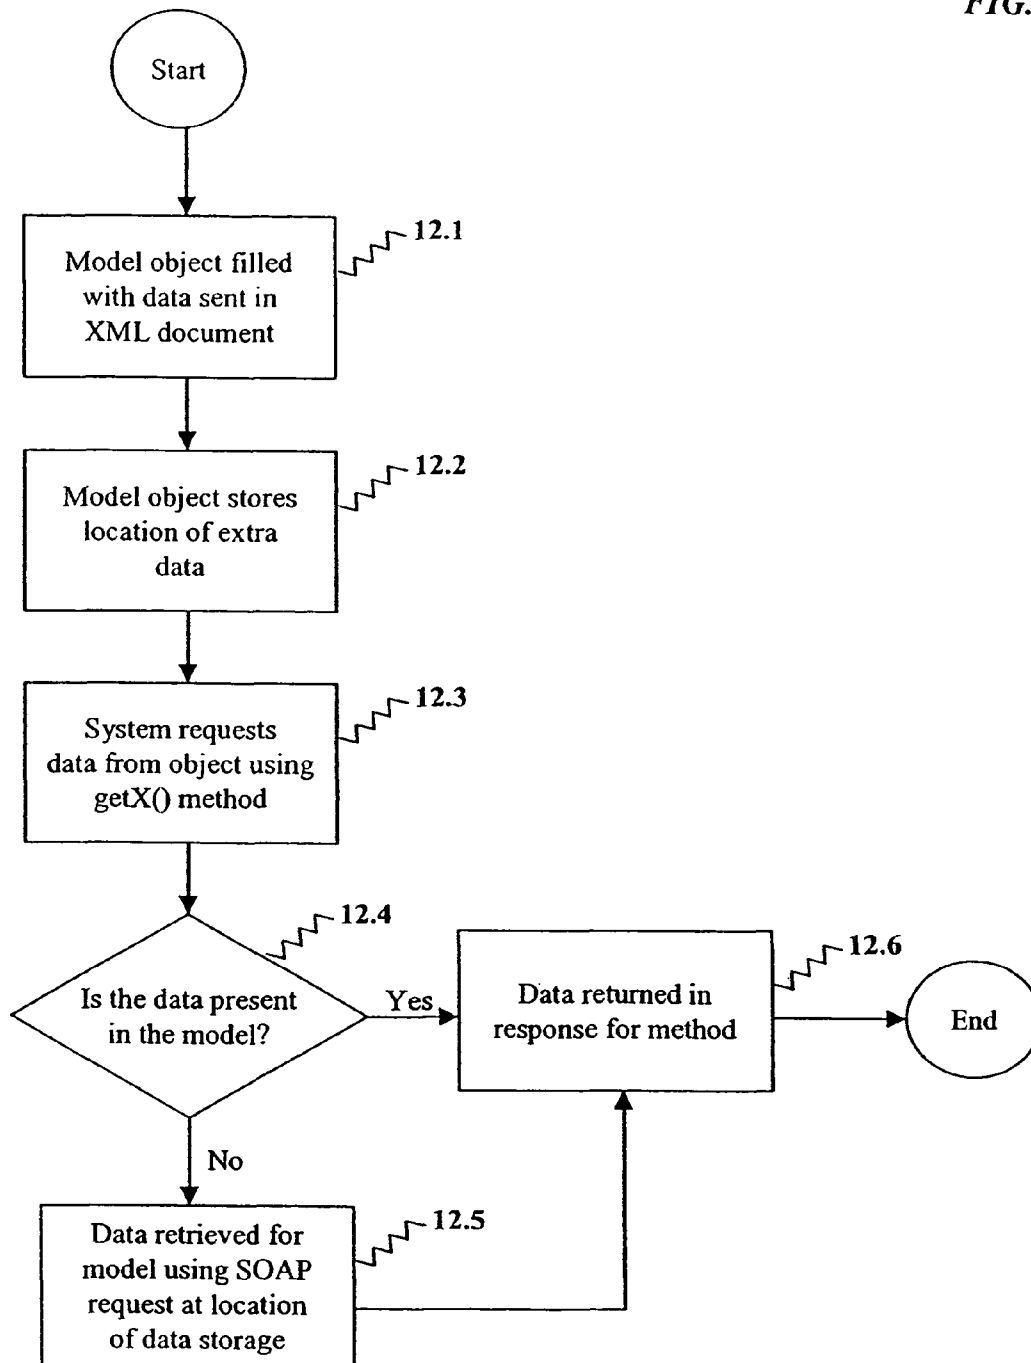 FIG.
Start
12.1
Model object filled
with data sent in
XML document
12.2
Model object stores
location of extra
data
12.3
System requests
data from object using
getX() method
12.4
Is the data present
in the model?
Yes
12.6
Data returned in
response for method
End
No
12.5
Data retrieved for
model using SOAP
request at location
of data storage